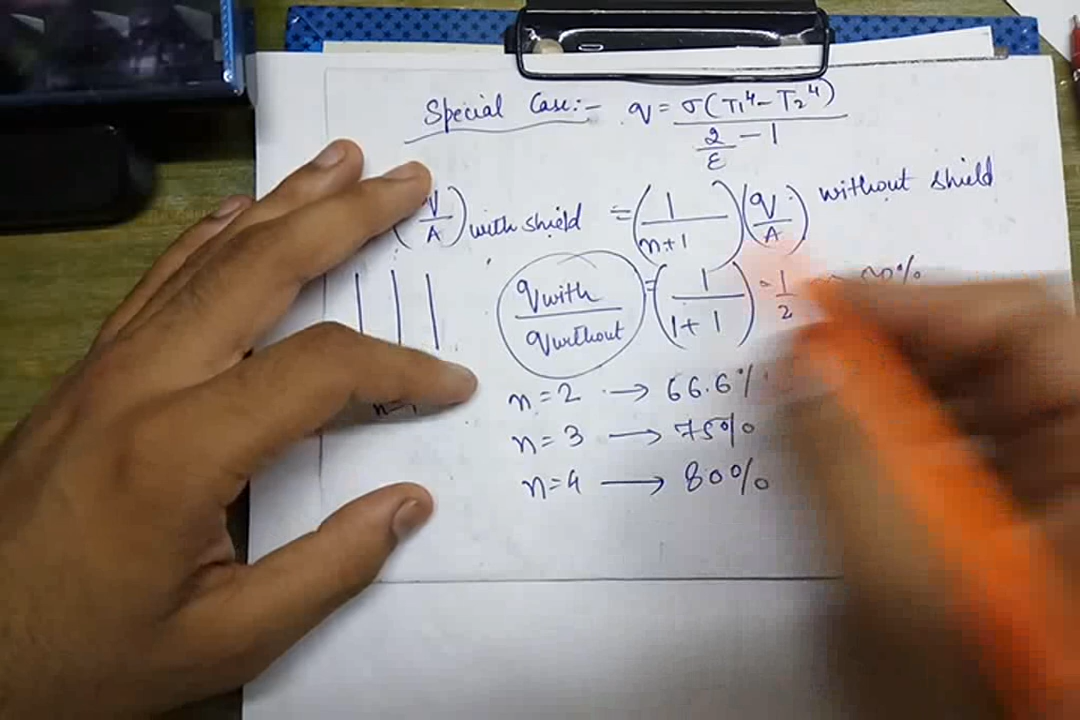 Special Case:- q = σ(T1⁴ - T2⁴) / (2/ε - 1)
q/A) with shield = (1/(n+1)) (q/A) without shield
q with / q without = (1/(1+1)) = 1/2
n = 2 → 66.6%
n = 3 → 75%
n = 4 → 80%